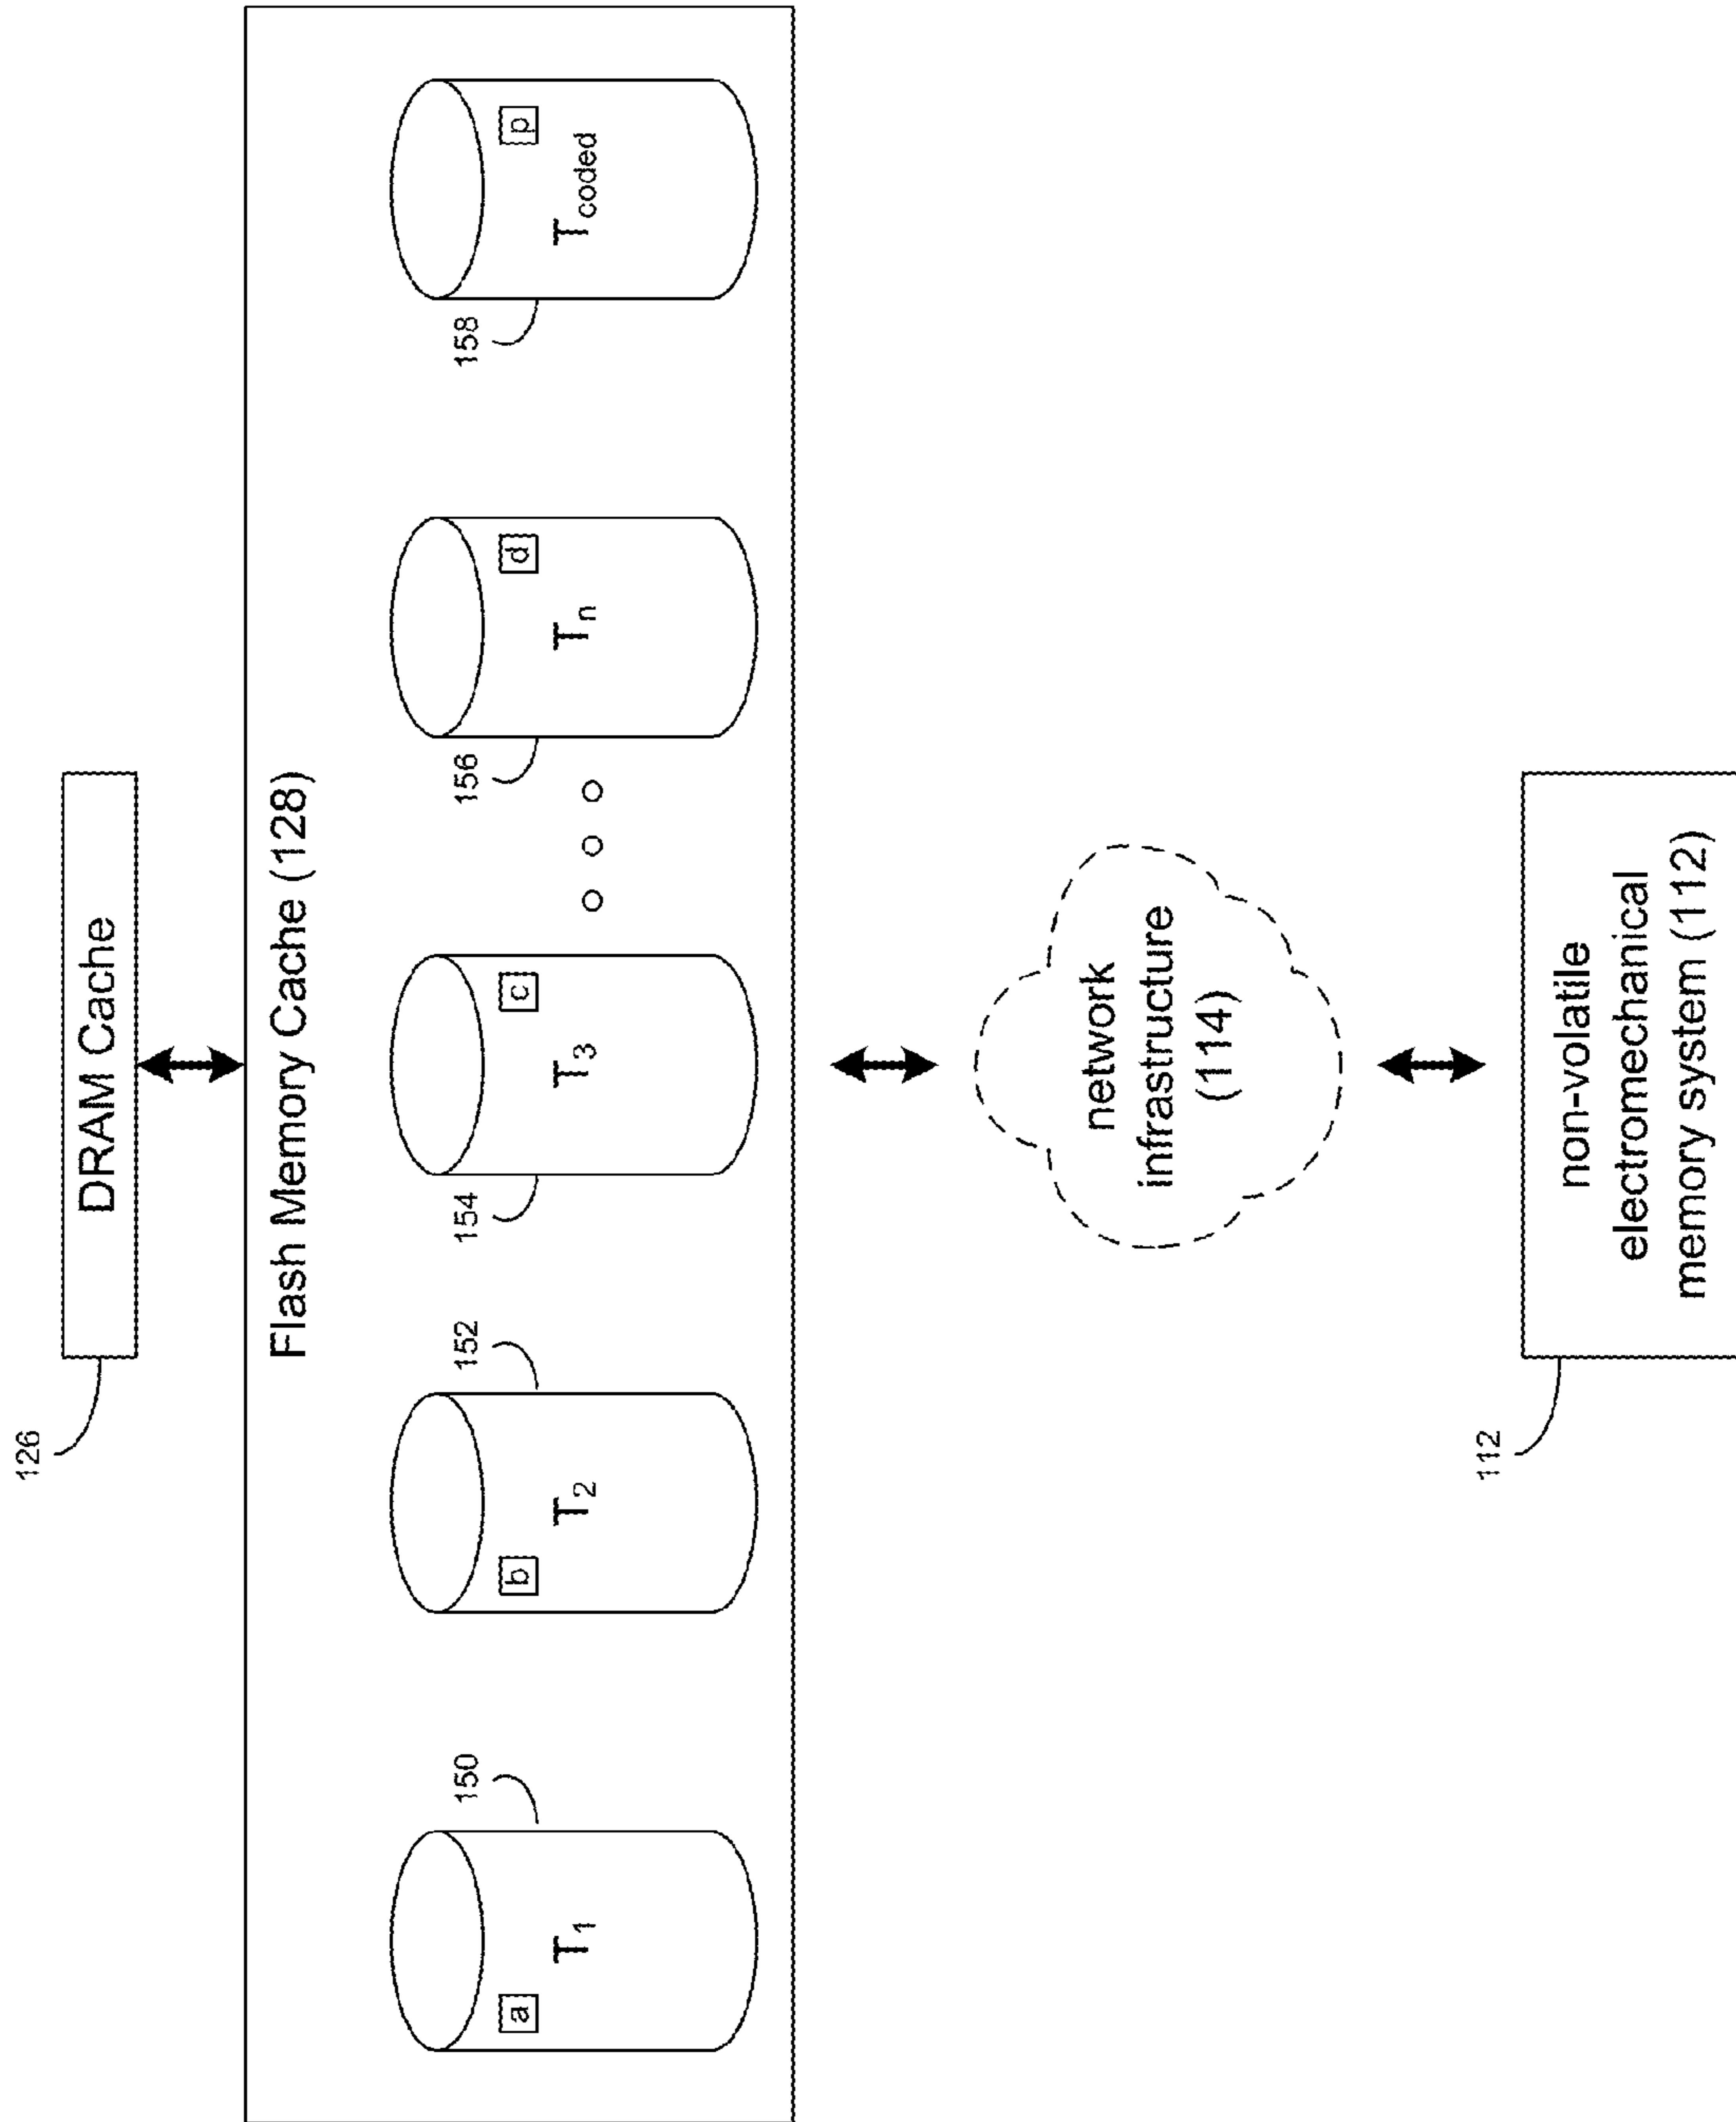 126
DRAM Cache
Flash Memory Cache (128)
150
152
154
156
158
a
b
c
d
p
T1
T2
T3
Tn
Tcoded
network
infrastructure
(114)
112
non-volatile
electromechanical
memory system (112)